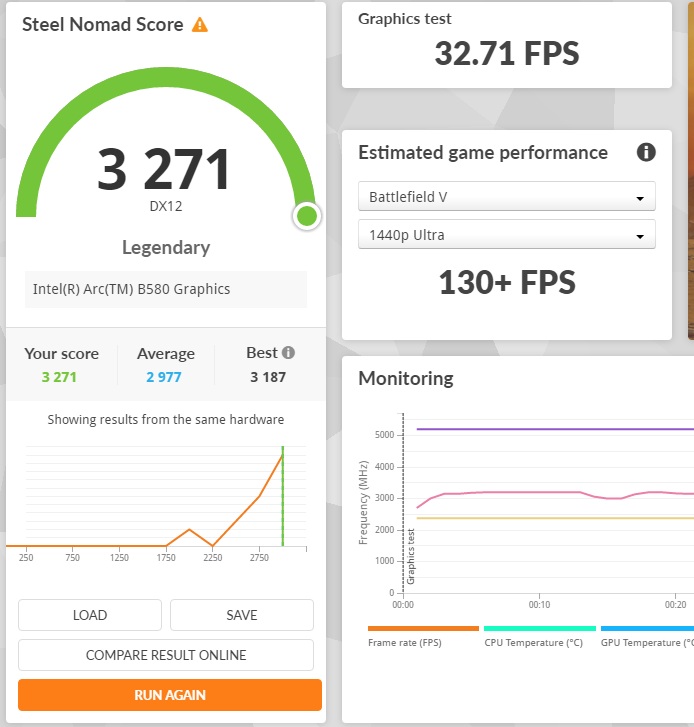 Steel Nomad Score
3 271
DX12
Legendary
Intel(R) Arc(TM) B580 Graphics
Your score Average Best
3 271 2 977 3 187
Showing results from the same hardware
250 750 1250 1750 2250 2750
LOAD SAVE
COMPARE RESULT ONLINE
RUN AGAIN
Graphics test
32.71 FPS
Estimated game performance
Battlefield V
1440p Ultra
130+ FPS
Monitoring
Frequency (MHz)
5000
4000
3000
2000
1000
0
Graphics test
00:00 00:10 00:20
Frame rate (FPS) CPU Temperature (°C) GPU Temperature (°C